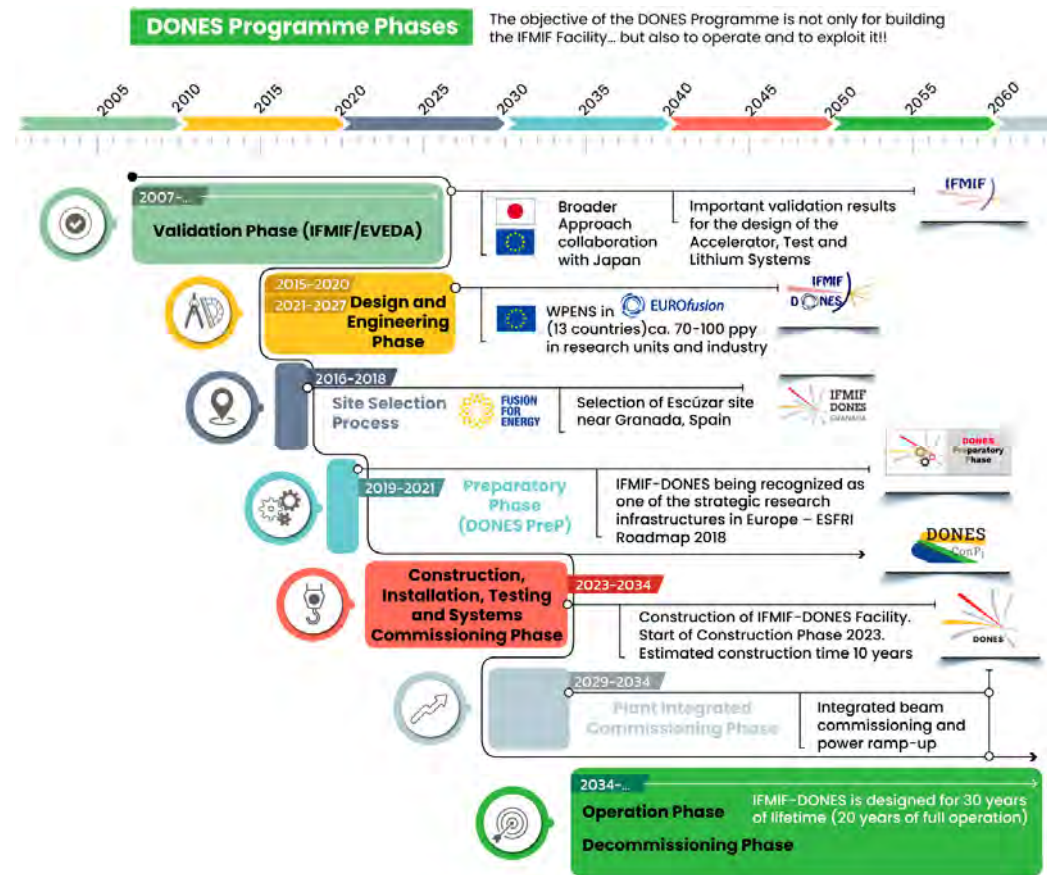 DONES Programme Phases
The objective of the DONES Programme is not only for building
the IFMIF Facility... but also to operate and to exploit it!!
2005 2010 2015 2020 2025 2030 2035 2040 2045 2050 2055 2060
2007-...
Validation Phase (IFMIF/EVEDA)
Broader
Approach
collaboration
with Japan
Important validation results
for the design of the
Accelerator, Test and
Lithium Systems
IFMIF
2015-2020
2021-2027
Design and
Engineering
Phase
WPENS in EUROfusion
(13 countries)ca. 70-100 ppy
in research units and industry
IFMIF
DONES
2016-2018
Site Selection
Process
FUSION
FOR
ENERGY
Selection of Escúzar site
near Granada, Spain
IFMIF
DONES
GRANADA
2019-2021
Preparatory
Phase
(DONES PreP)
IFMIF-DONES being recognized as
one of the strategic research
infrastructures in Europe – ESFRI
Roadmap 2018
DONES
Preparatory
Phase
DONES
ConP1
Construction,
Installation, Testing
and Systems
Commissioning Phase
2023-2034
Construction of IFMIF-DONES Facility.
Start of Construction Phase 2023.
Estimated construction time 10 years
DONES
2029-2034
Plant Integrated
Commissioning Phase
Integrated beam
commissioning and
power ramp-up
2034-...
Operation Phase
IFMIF-DONES is designed for 30 years
of lifetime (20 years of full operation)
Decommissioning Phase